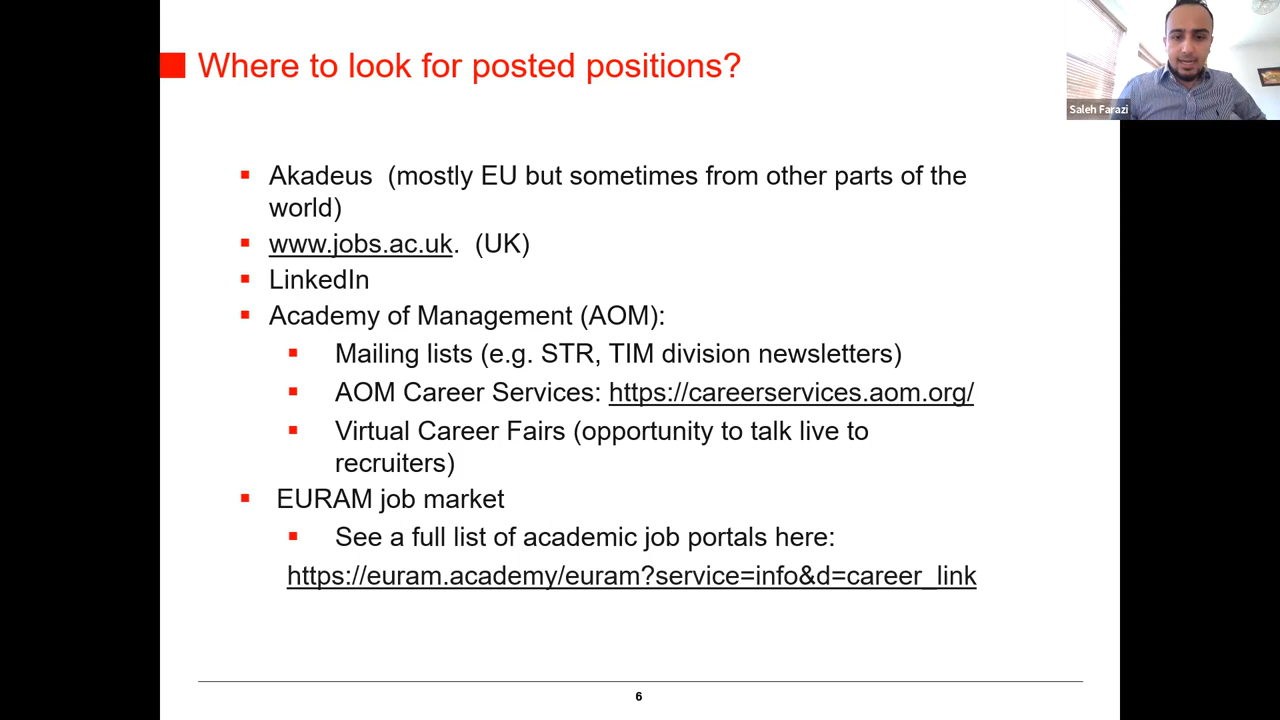 Where to look for posted positions?
Saleh Farazi
Akadeus  (mostly EU but sometimes from other parts of the
world)
www.jobs.ac.uk.  (UK)
LinkedIn
Academy of Management (AOM):
Mailing lists (e.g. STR, TIM division newsletters)
AOM Career Services: https://careerservices.aom.org/
Virtual Career Fairs (opportunity to talk live to
recruiters)
EURAM job market
See a full list of academic job portals here:
https://euram.academy/euram?service=info&d=career_link
6